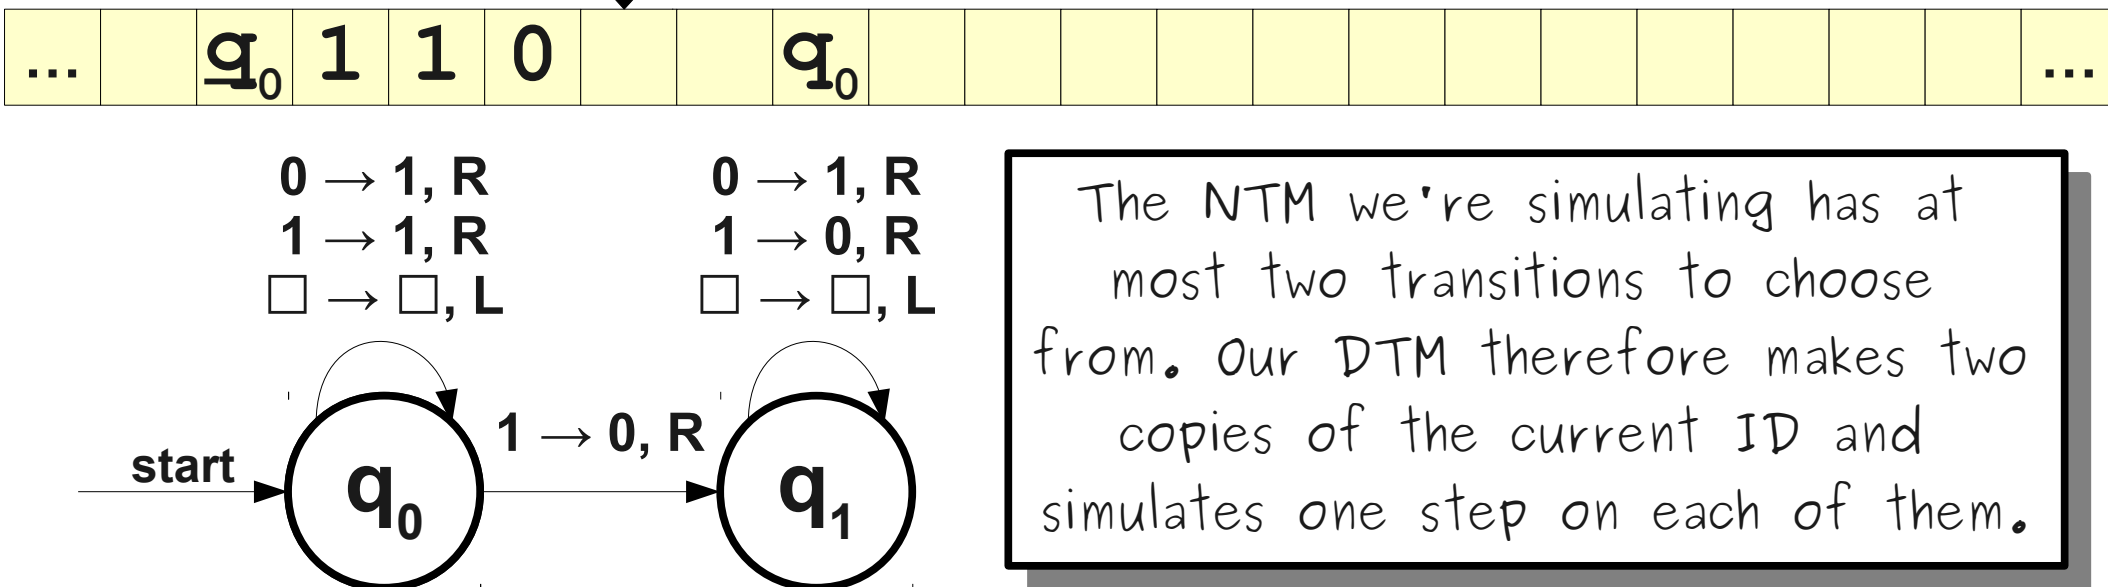 ... q₀ 1 1 0 q₀ ...
0 → 1, R
1 → 1, R
□ → □, L
0 → 1, R
1 → 0, R
□ → □, L
start
q₀
1 → 0, R
q₁
The NTM we're simulating has at
most two transitions to choose
from. Our DTM therefore makes two
copies of the current ID and
simulates one step on each of them.